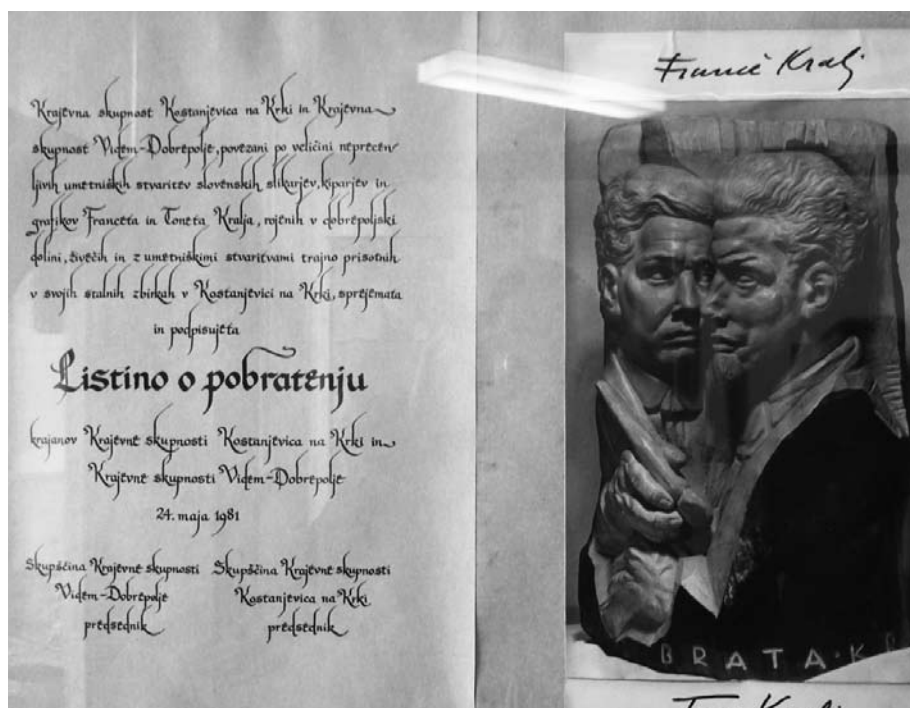 Krajevna skupnost Kostanjevica na Krki in Krajevna
skupnost Videm-Dobrepolje, povezani po veličini neprecen-
ljivih umetniških stvaritev slovenskih slikarjev, kiparjev in
grafikov Franceta in Toneta Kralja, rojenih v dobrepoljski
dolini, živečih in z umetniškimi stvaritvami trajno prisotnih
v svojih stalnih zbirkah v Kostanjevici na Krki, sprejemata
in podpisujeta
Listino o pobratenju
krajanov Krajevne skupnosti Kostanjevica na Krki in
Krajevne skupnosti Videm-Dobrepolje
24. maja 1981
Skupščina Krajevne skupnosti
Videm-Dobrepolje
predsednik
Skupščina Krajevne skupnosti
Kostanjevica na Krki
predsednik
Francè Kralj
BRATA·K